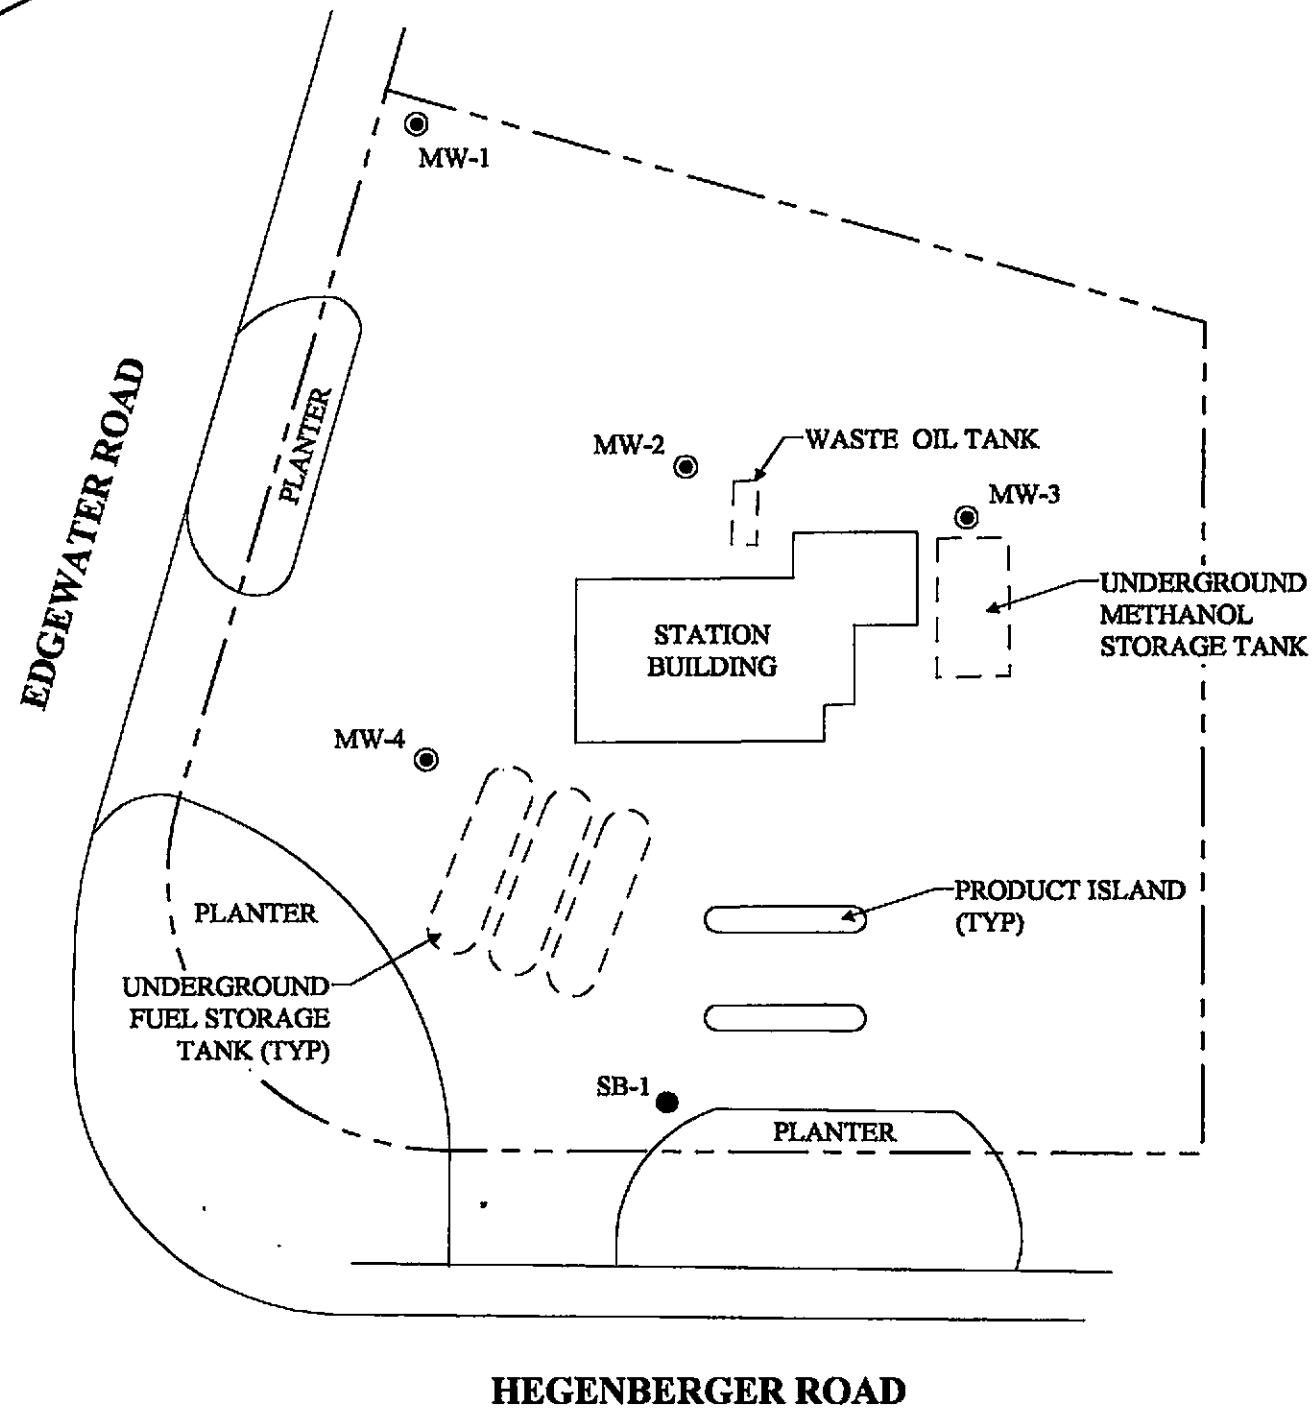 MW-1
EDGEWATER ROAD
PLANTER
MW-2
WASTE OIL TANK
MW-3
UNDERGROUND
METHANOL
STORAGE TANK
STATION
BUILDING
MW-4
PLANTER
PRODUCT ISLAND
(TYP)
UNDERGROUND
FUEL STORAGE
TANK (TYP)
SB-1
PLANTER
HEGENBERGER ROAD